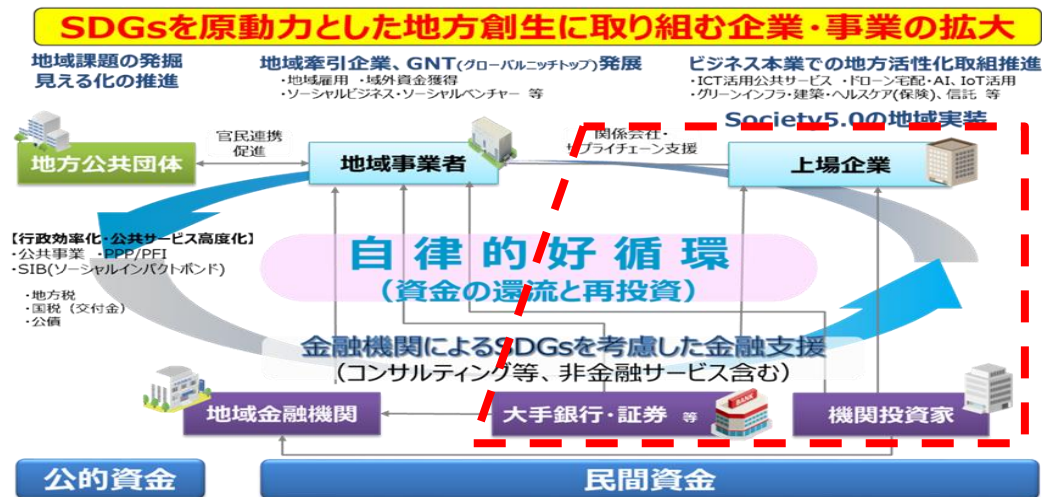 SDGsを原動力とした地方創生に取り組む企業・事業の拡大
地域課題の発掘
見える化の推進
地域牽引企業、GNT(グローバルニッチトップ)発展
・地域雇用 ・域外資金獲得
・ソーシャルビジネス・ソーシャルベンチャー 等
ビジネス本業での地方活性化取組推進
・ICT活用公共サービス ・ドローン宅配・AI、IoT活用
・グリーンインフラ・建築・ヘルスケア(保険)、信託 等
Society5.0の地域実装
地方公共団体
官民連携
促進
地域事業者
関係会社・
サプライチェーン支援
上場企業
【行政効率化・公共サービス高度化】
・公共事業 ・PPP/PFI
・SIB(ソーシャルインパクトボンド)
・地方税
・国税（交付金）
・公債
自律的好循環
（資金の還流と再投資）
金融機関によるSDGsを考慮した金融支援
（コンサルティング等、非金融サービス含む）
地域金融機関
大手銀行・証券 等
BANK
機関投資家
公的資金
民間資金